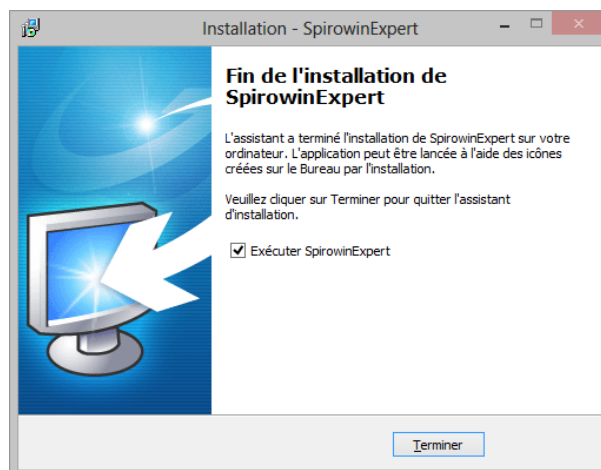 Installation - SpirowinExpert
Fin de l'installation de
SpirowinExpert
L'assistant a terminé l'installation de SpirowinExpert sur votre
ordinateur. L'application peut être lancée à l'aide des icônes
créées sur le Bureau par l'installation.
Veuillez cliquer sur Terminer pour quitter l'assistant
d'installation.
Exécuter SpirowinExpert
Terminer